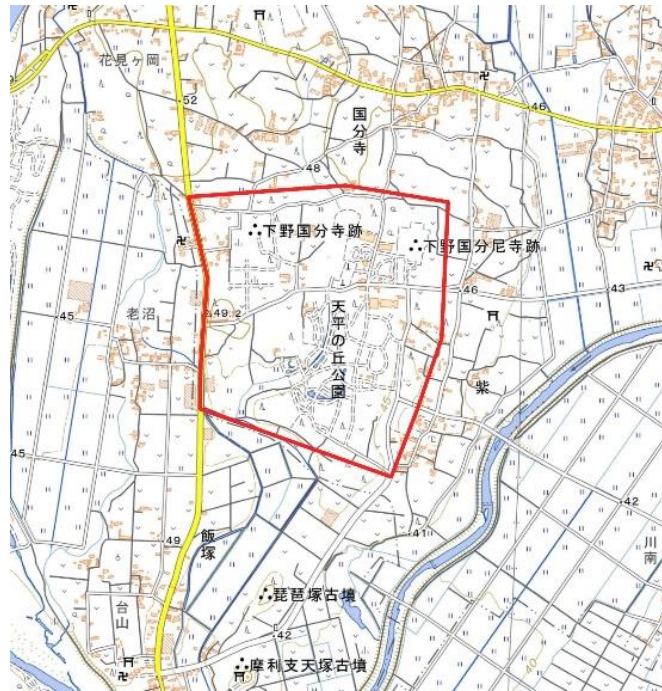 花見ヶ岡
52
46
国分寺
48
下野国分寺跡
下野国分尼寺跡
46
43
49.2
老沼
45
天平の丘公園
45
紫
45
42
飯塚
49
41
川南
琵琶塚古墳
台山
42
40
摩利支天塚古墳